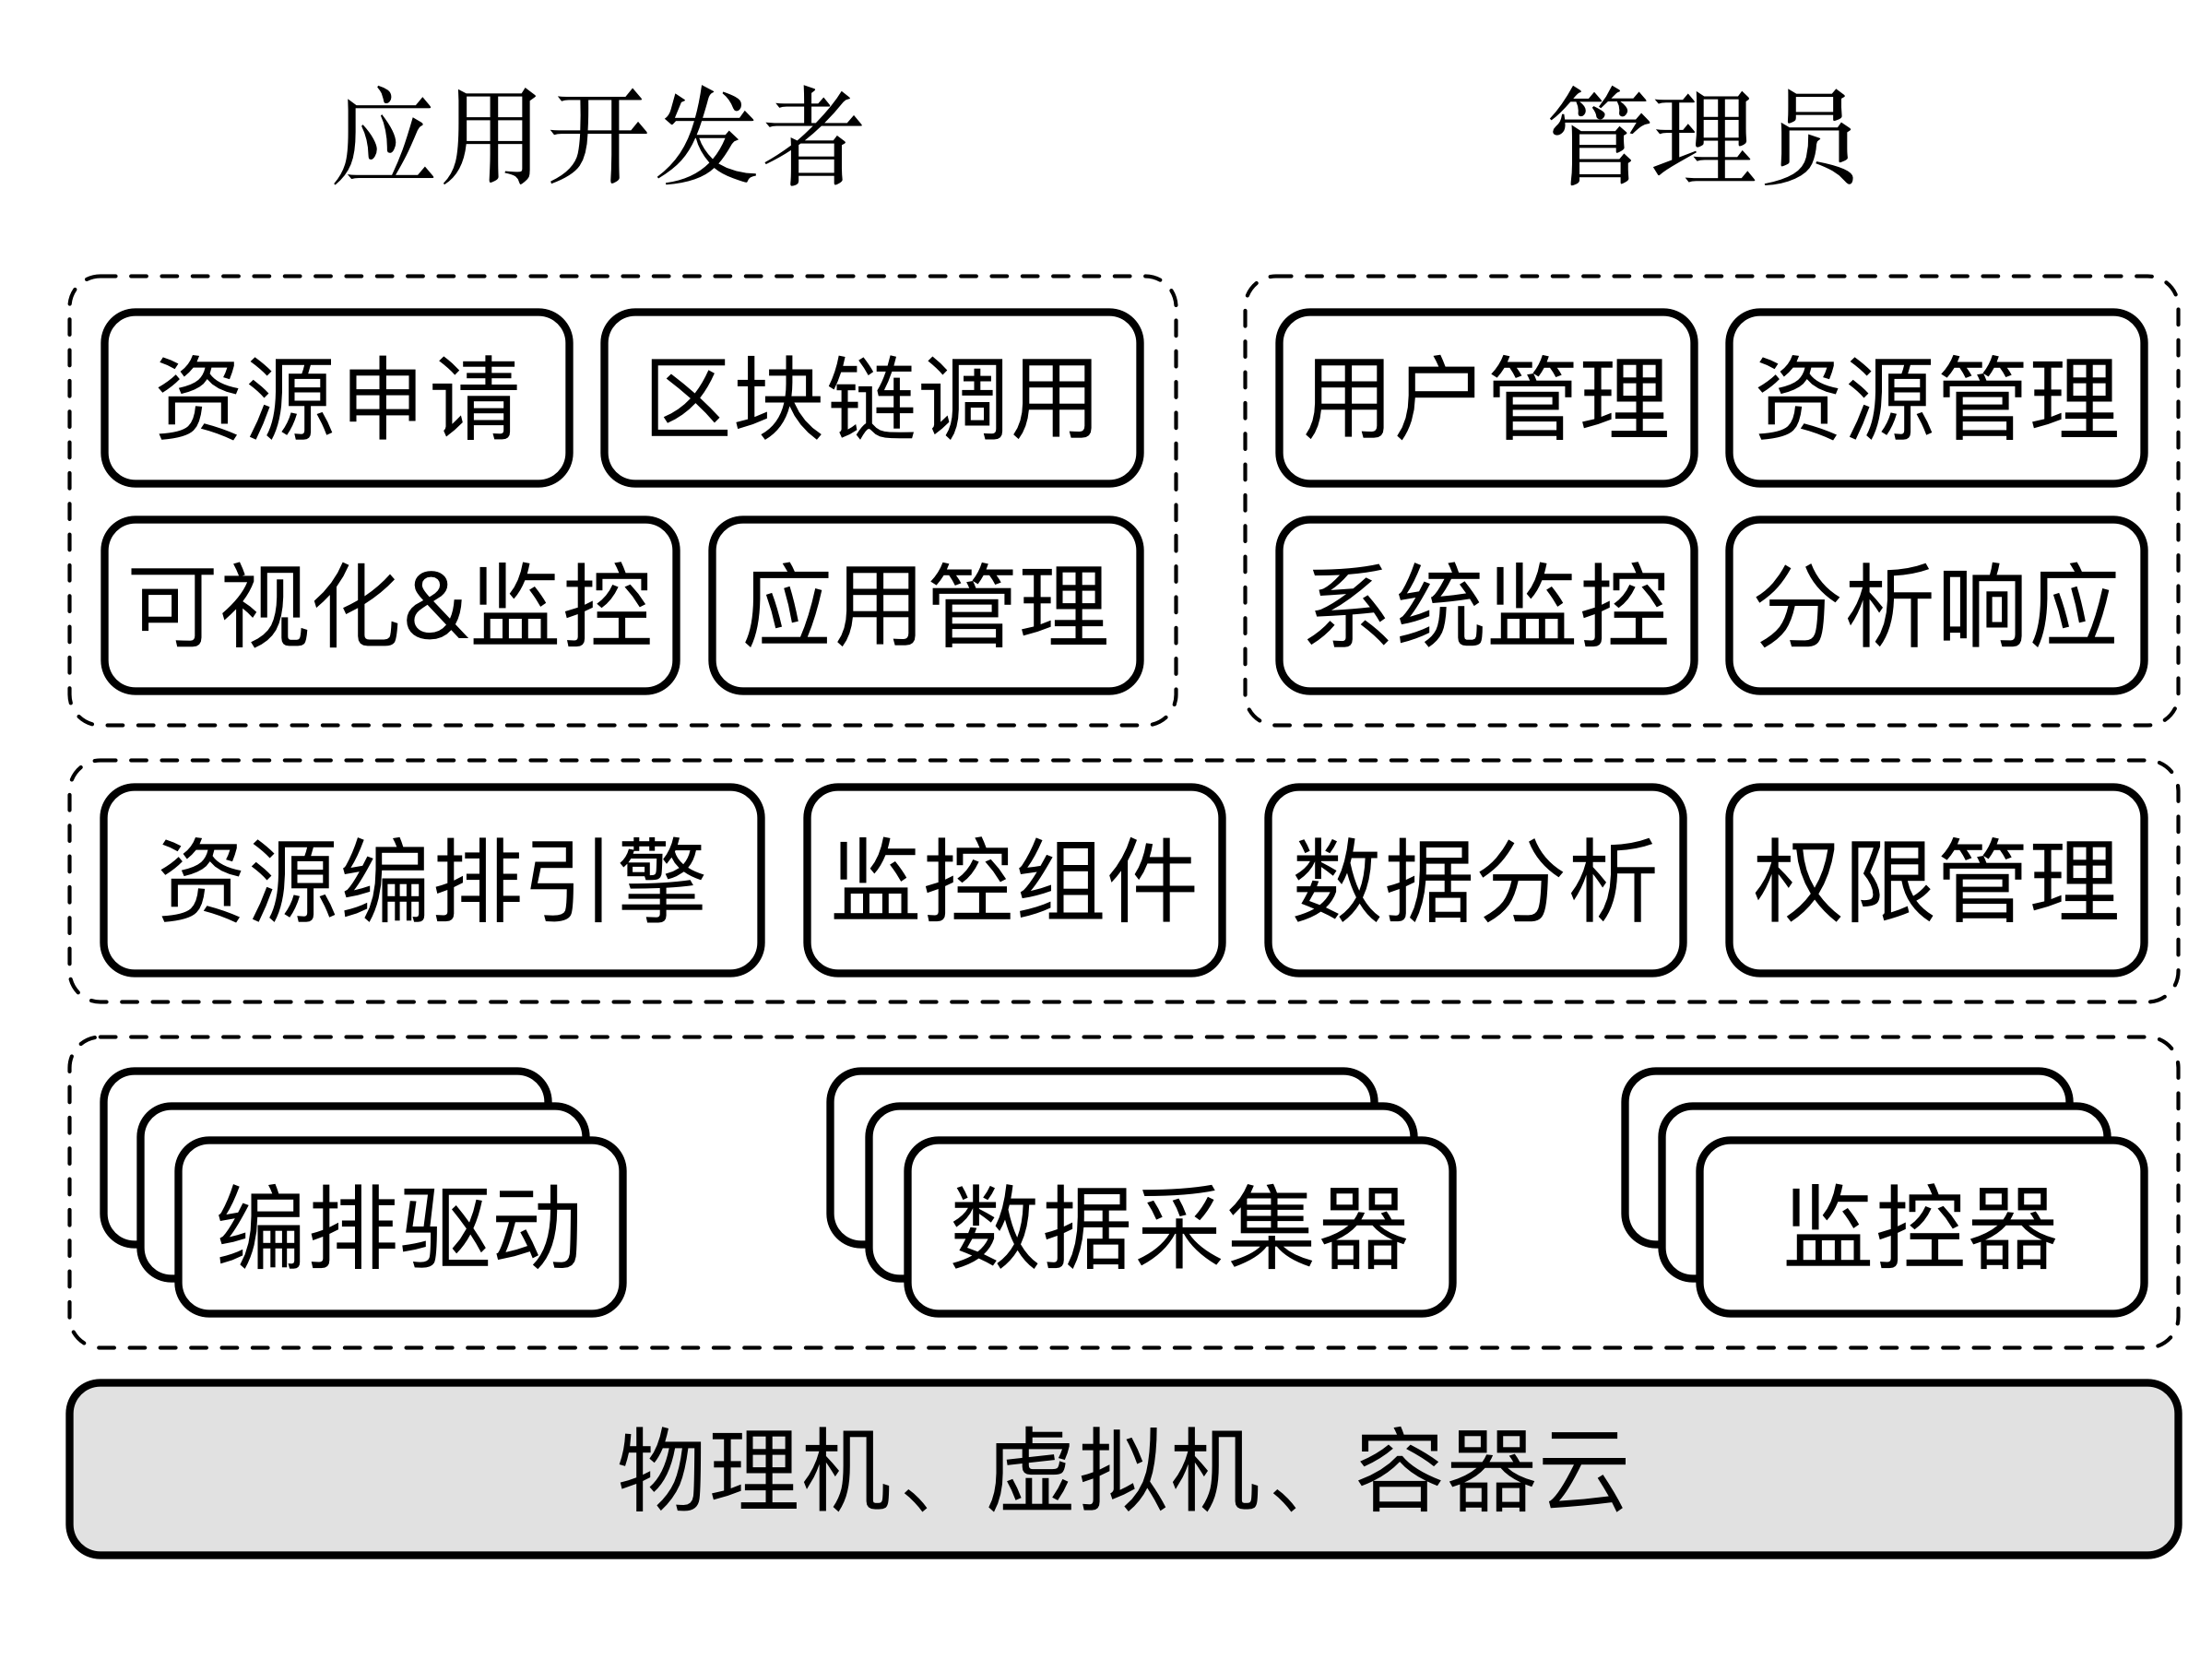 应用开发者
管理员
资源申请
区块链调用
可视化&监控
应用管理
用户管理
资源管理
系统监控
分析响应
资源编排引擎
监控组件
数据分析
权限管理
编排驱动
数据采集器
监控器
物理机、虚拟机、容器云